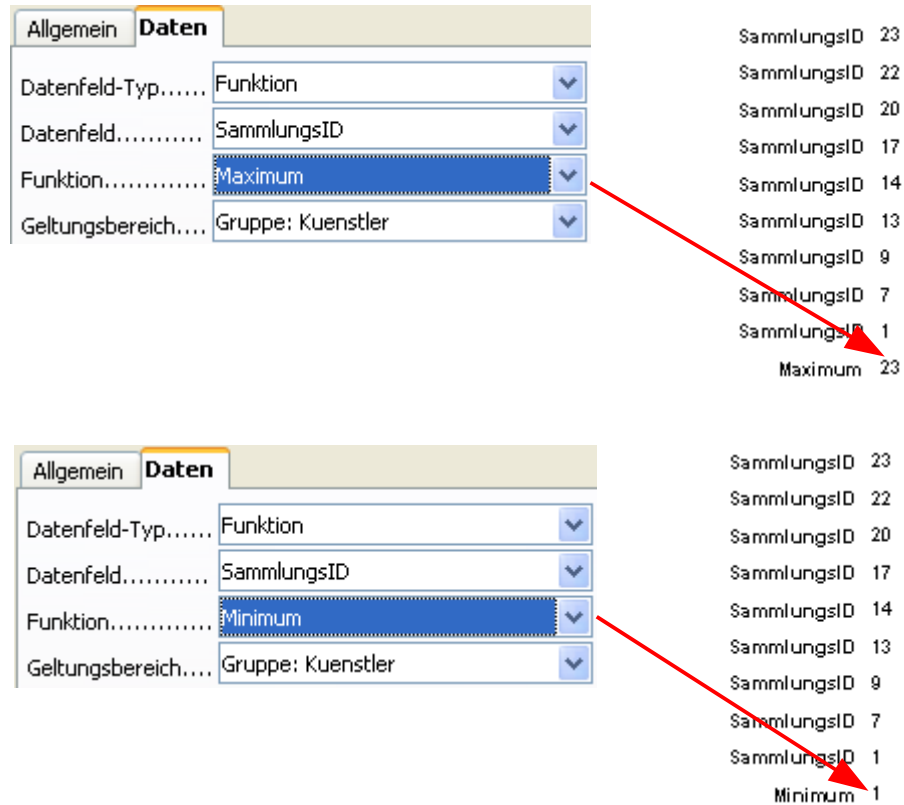 Allgemein Daten
Datenfeld-Typ...... Funktion
Datenfeld........... SammlungsID
Funktion............. Maximum
Geltungsbereich.... Gruppe: Kuenstler
SammlungsID 23
SammlungsID 22
SammlungsID 20
SammlungsID 17
SammlungsID 14
SammlungsID 13
SammlungsID 9
SammlungsID 7
SammlungsID 1
Maximum 23
Allgemein Daten
Datenfeld-Typ...... Funktion
Datenfeld........... SammlungsID
Funktion............. Minimum
Geltungsbereich.... Gruppe: Kuenstler
SammlungsID 23
SammlungsID 22
SammlungsID 20
SammlungsID 17
SammlungsID 14
SammlungsID 13
SammlungsID 9
SammlungsID 7
SammlungsID 1
Minimum 1